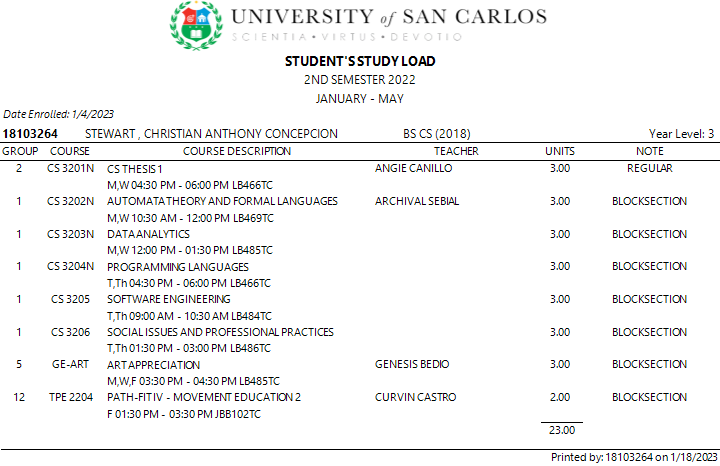 UNIVERSITY of SAN CARLOS
SCIENTIA • VIRTUS • DEVOTIO
STUDENT'S STUDY LOAD
2ND SEMESTER 2022
JANUARY - MAY
Date Enrolled: 1/4/2023
18103264 STEWART , CHRISTIAN ANTHONY CONCEPCION BS CS (2018) Year Level: 3
GROUP COURSE COURSE DESCRIPTION TEACHER UNITS NOTE
2 CS 3201N CS THESIS 1 ANGIE CANILLO 3.00 REGULAR
M,W 04:30 PM - 06:00 PM LB466TC
1 CS 3202N AUTOMATA THEORY AND FORMAL LANGUAGES ARCHIVAL SEBIAL 3.00 BLOCKSECTION
M,W 10:30 AM - 12:00 PM LB469TC
1 CS 3203N DATA ANALYTICS 3.00 BLOCKSECTION
M,W 12:00 PM - 01:30 PM LB485TC
1 CS 3204N PROGRAMMING LANGUAGES 3.00 BLOCKSECTION
T,Th 04:30 PM - 06:00 PM LB466TC
1 CS 3205 SOFTWARE ENGINEERING 3.00 BLOCKSECTION
T,Th 09:00 AM - 10:30 AM LB484TC
1 CS 3206 SOCIAL ISSUES AND PROFESSIONAL PRACTICES 3.00 BLOCKSECTION
T,Th 01:30 PM - 03:00 PM LB486TC
5 GE-ART ART APPRECIATION GENESIS BEDIO 3.00 BLOCKSECTION
M,W,F 03:30 PM - 04:30 PM LB485TC
12 TPE 2204 PATH-FIT IV - MOVEMENT EDUCATION 2 CURVIN CASTRO 2.00 BLOCKSECTION
F 01:30 PM - 03:30 PM JBB102TC
23.00
Printed by: 18103264 on 1/18/2023